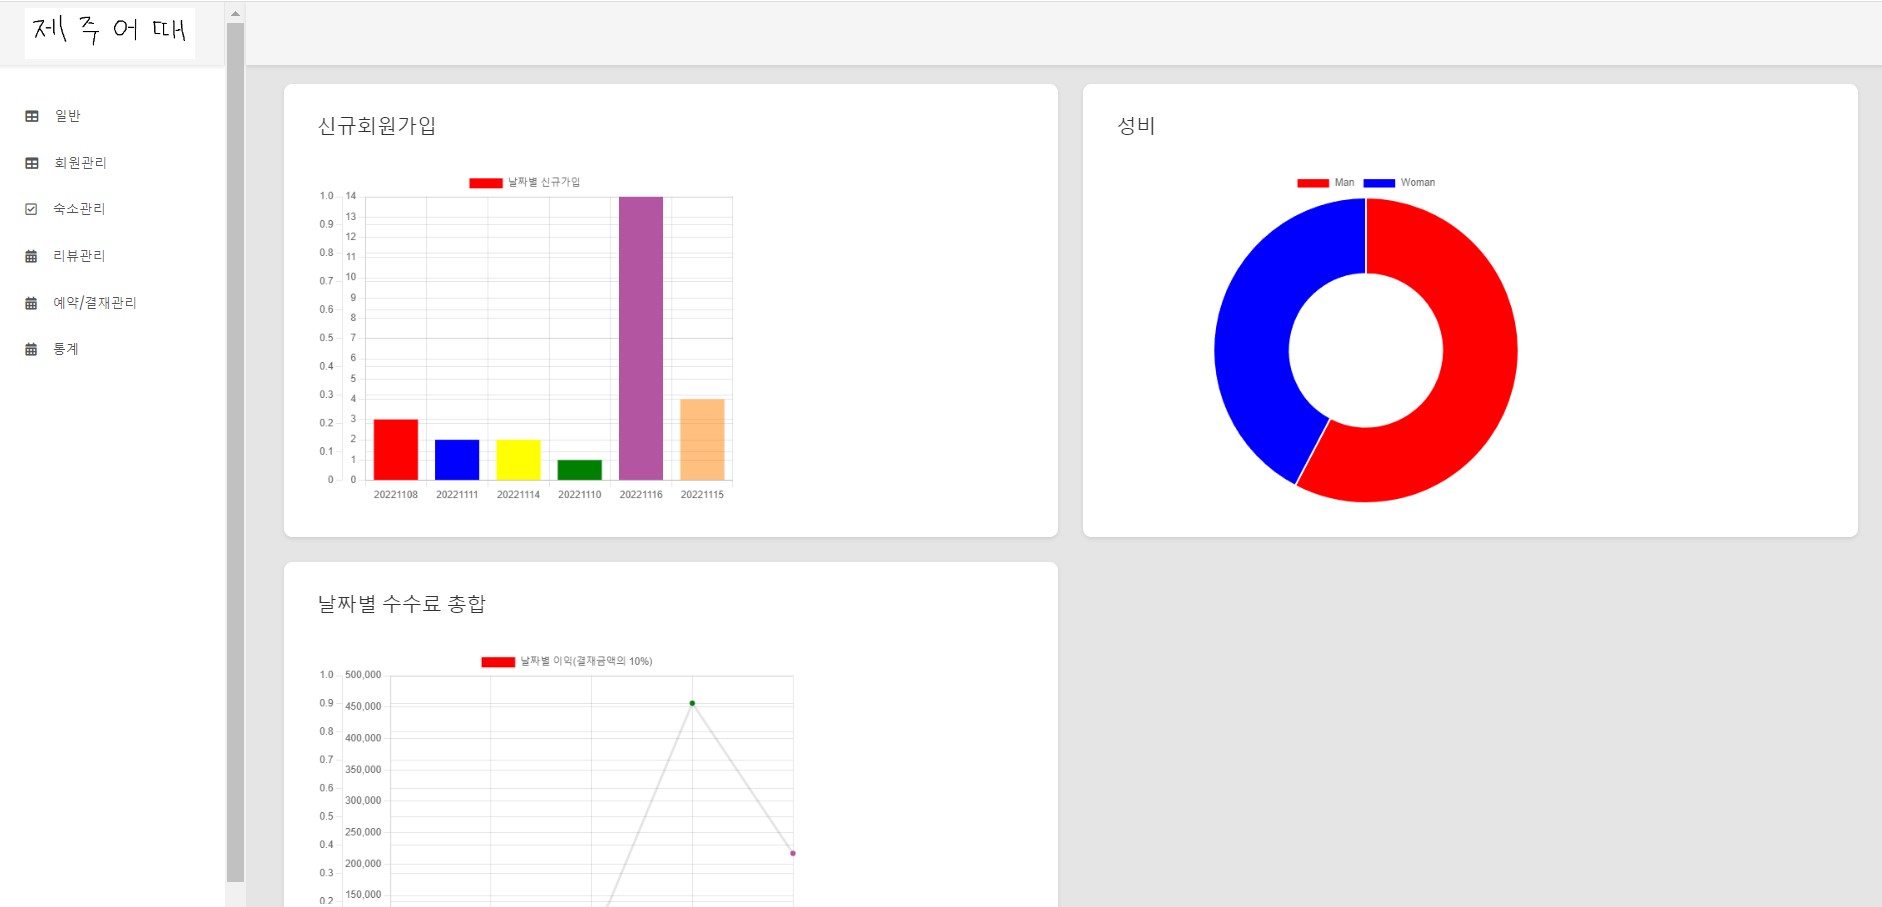 제주어때
일반
회원관리
숙소관리
리뷰관리
예약/결재관리
통계
신규회원가입
날짜별 신규가입
1.0 14
13
0.9
12
0.8 11
0.7 10
9
0.6 8
0.5 7
6
0.4
5
0.3 4
0.2 3
2
0.1 1
0 0
20221108 20221111 20221114 20221110 20221116 20221115
성비
Man Woman
날짜별 수수료 총합
날짜별 이익(결재금액의 10%)
1.0 500,000
0.9 450,000
0.8 400,000
0.7 350,000
0.6 300,000
0.5 250,000
0.4 200,000
0.3 150,000
0.2